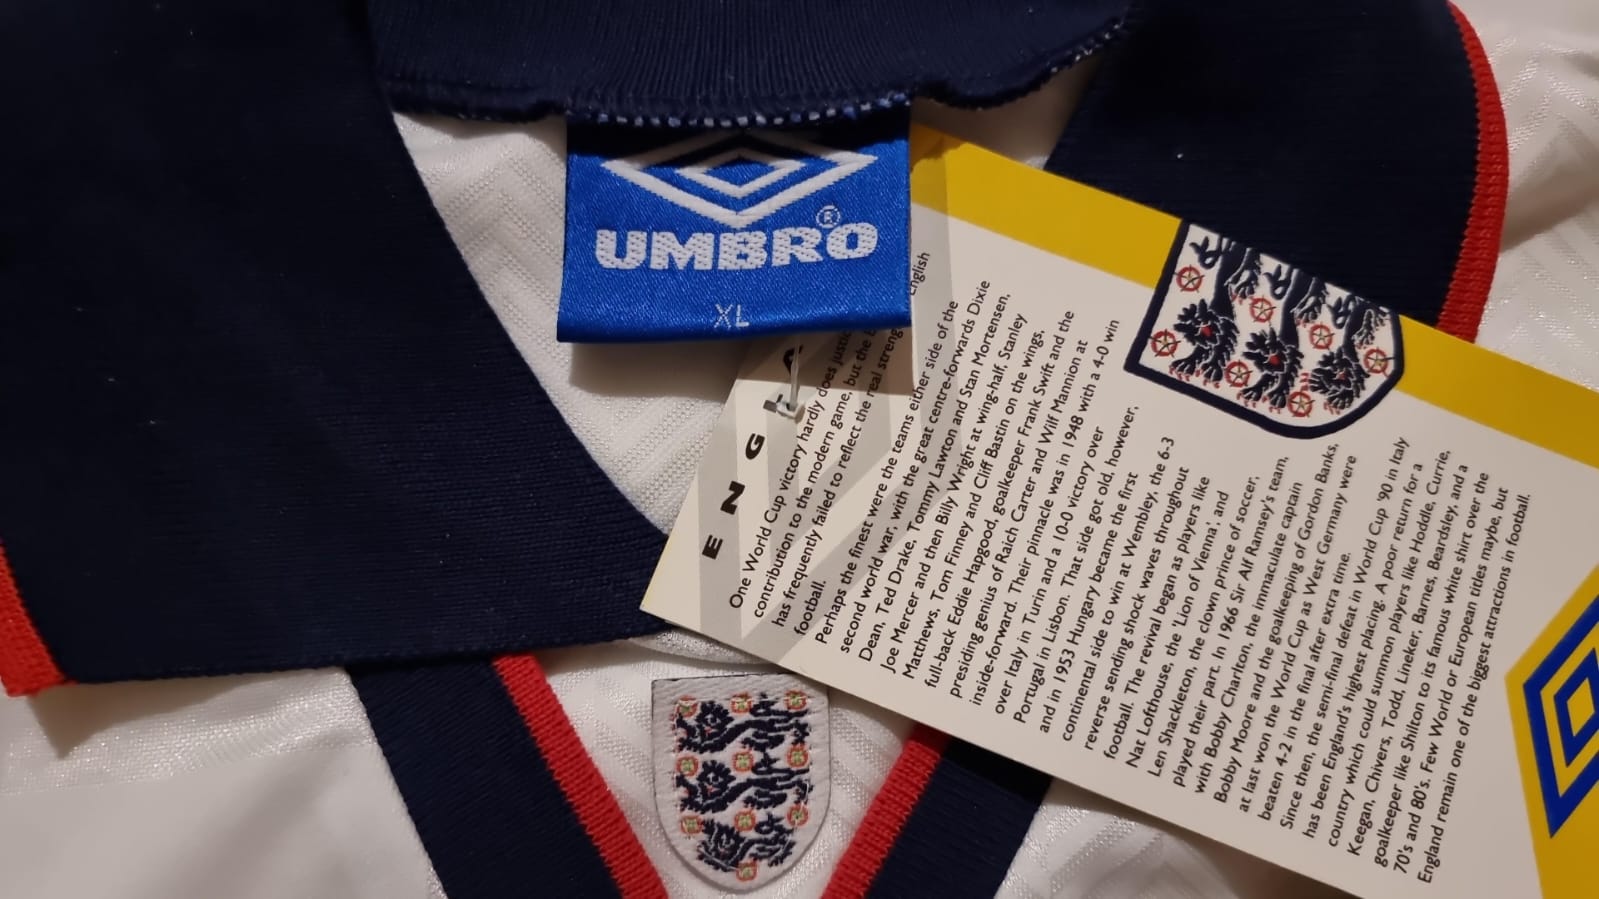 UMBRO
®
XL
ENGL
English
One World Cup victory hardly does justic
contribution to the modern game, but the E
has frequently failed to reflect the real streng
football.
Perhaps the finest were the teams either side of the
second world war, with the great centre-forwards Dixie
Dean, Ted Drake, Tommy Lawton and Stan Mortensen,
Joe Mercer and then Billy Wright at wing-half, Stanley
Matthews, Tom Finney and Cliff Bastin on the wings,
full-back Eddie Hapgood, goalkeeper Frank Swift and the
presiding genius of Raich Carter and Wilf Mannion at
inside-forward. Their pinnacle was in 1948 with a 4-0 win
over Italy in Turin and a 10-0 victory over
Portugal in Lisbon. That side got old, however,
and in 1953 Hungary became the first
continental side to win at Wembley, the 6-3
reverse sending shock waves throughout
football. The revival began as players like
Nat Lofthouse, the 'Lion of Vienna', and
Len Shackleton, the clown prince of soccer,
played their part. In 1966 Sir Alf Ramsey's team,
with Bobby Charlton, the immaculate captain
Bobby Moore and the goalkeeping of Gordon Banks,
at last won the World Cup as West Germany were
beaten 4-2 in the final after extra time.
Since then, the semi-final defeat in World Cup '90 in Italy
has been England's highest placing. A poor return for a
country which could summon players like Hoddle, Currie,
Keegan, Chivers, Todd, Lineker, Barnes, Beardsley, and a
goalkeeper like Shilton to its famous white shirt over the
70's and 80's. Few World or European titles maybe, but
England remain one of the biggest attractions in football.